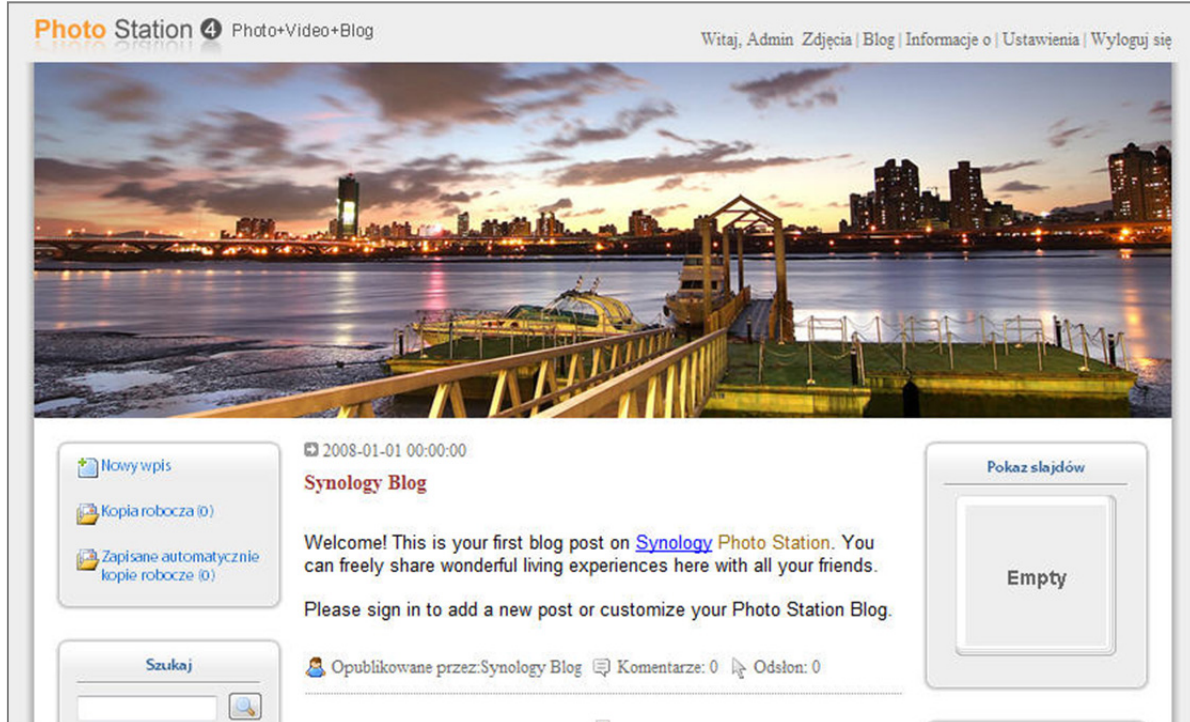 Photo Station 4 Photo+Video+Blog
Witaj, Admin Zdjęcia | Blog | Informacje o | Ustawienia | Wyloguj się
Nowy wpis
Kopia robocza (0)
Zapisane automatycznie
kopie robocze (0)
Szukaj
2008-01-01 00:00:00
Synology Blog
Welcome! This is your first blog post on Synology Photo Station. You
can freely share wonderful living experiences here with all your friends.
Please sign in to add a new post or customize your Photo Station Blog.
Opublikowane przez:Synology Blog Komentarze: 0 Odsłon: 0
Pokaz slajdów
Empty